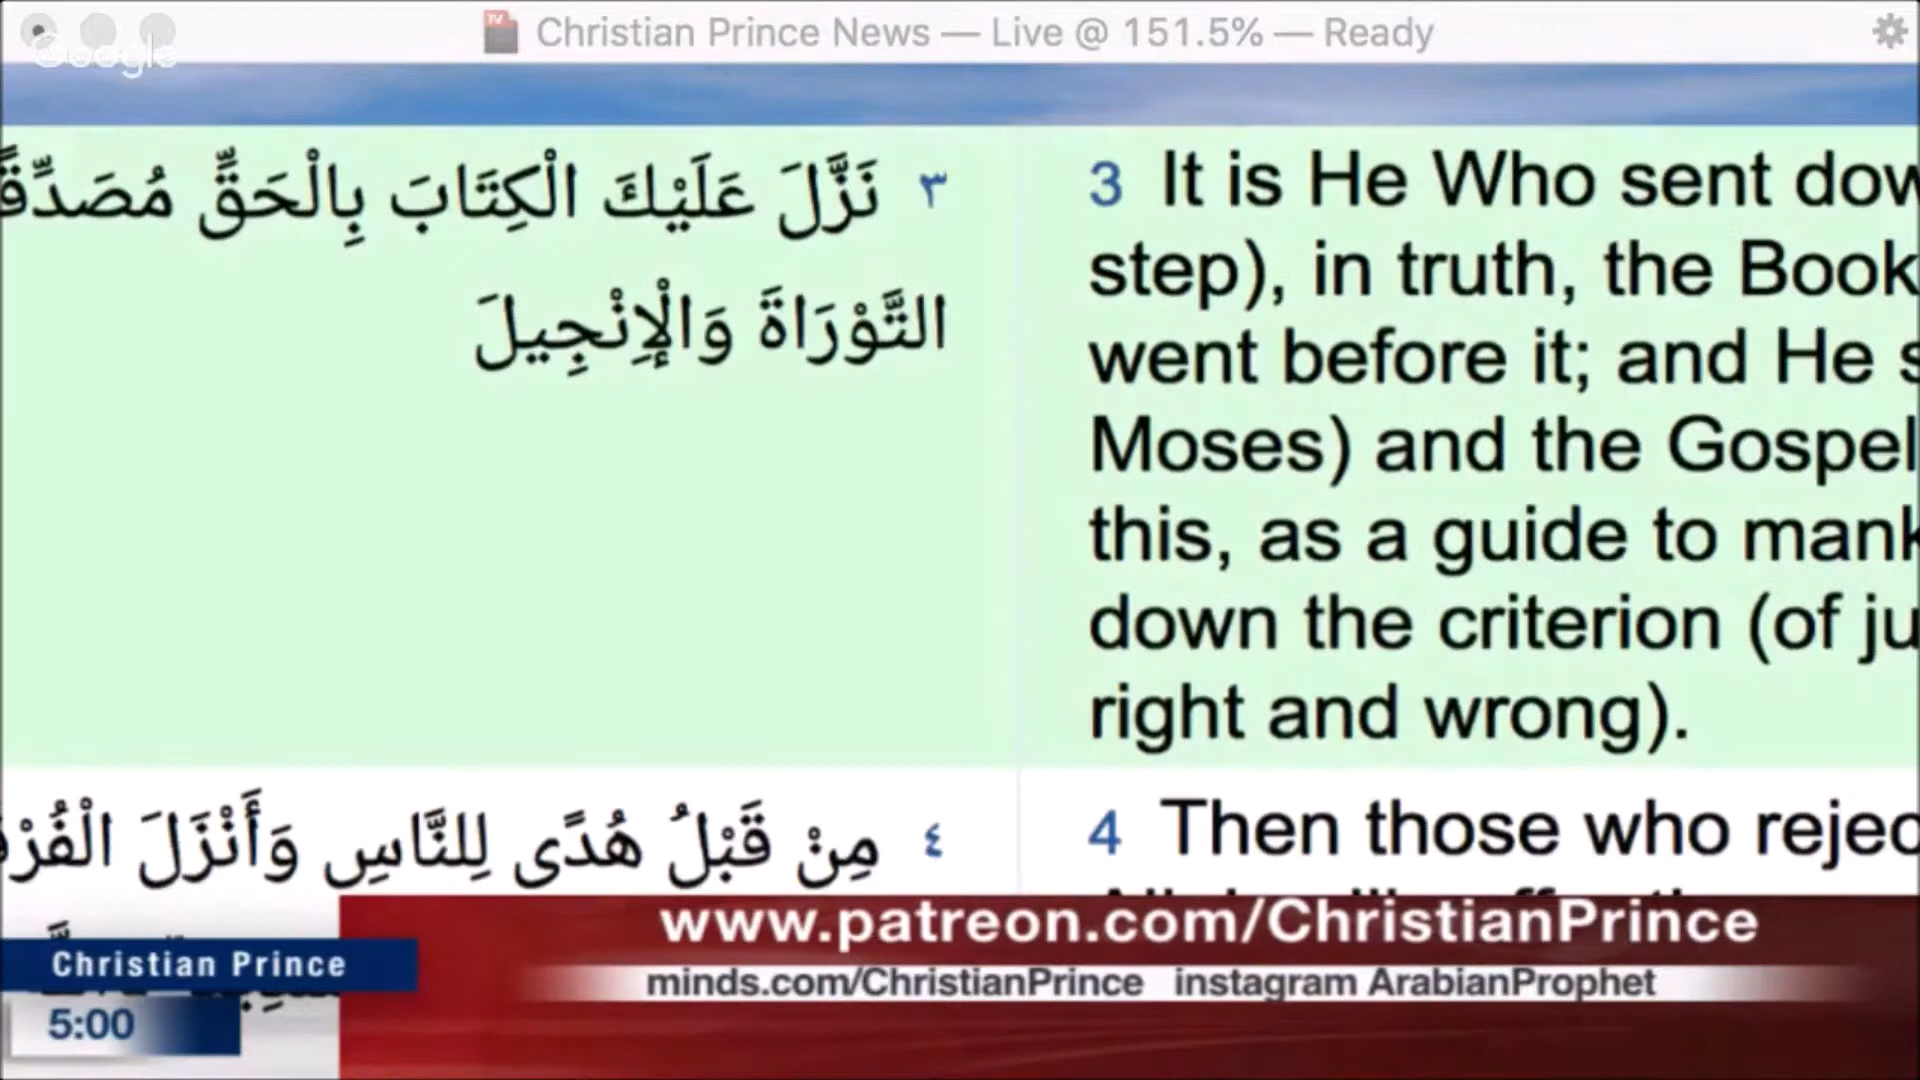 Christian Prince News — Live @ 151.5% — Ready
Google
٣ نَزَّلَ عَلَيْكَ الْكِتَابَ بِالْحَقِّ مُصَدِّقًا
التَّوْرَاةَ وَالْإِنْجِيلَ
3 It is He Who sent dow
step), in truth, the Book
went before it; and He s
Moses) and the Gospel
this, as a guide to mank
down the criterion (of ju
right and wrong).
٤ مِنْ قَبْلُ هُدًى لِلنَّاسِ وَأَنْزَلَ
4 Then those who rejec
www.patreon.com/ChristianPrince
minds.com/ChristianPrince instagram ArabianProphet
Christian Prince
5:00